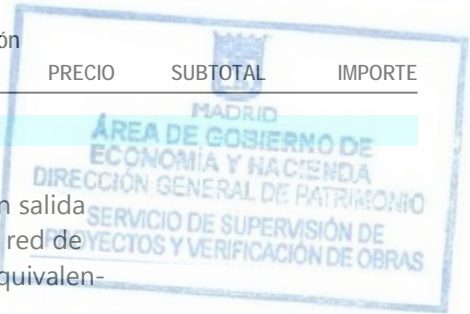 ón
PRECIO SUBTOTAL IMPORTE
MADRID
ÁREA DE GOBIERNO DE
ECONOMÍA Y HACIENDA
DIRECCIÓN GENERAL DE PATRIMONIO
n salida
SERVICIO DE SUPERVISIÓN DE
red de
PROYECTOS Y VERIFICACIÓN DE OBRAS
quivalen-